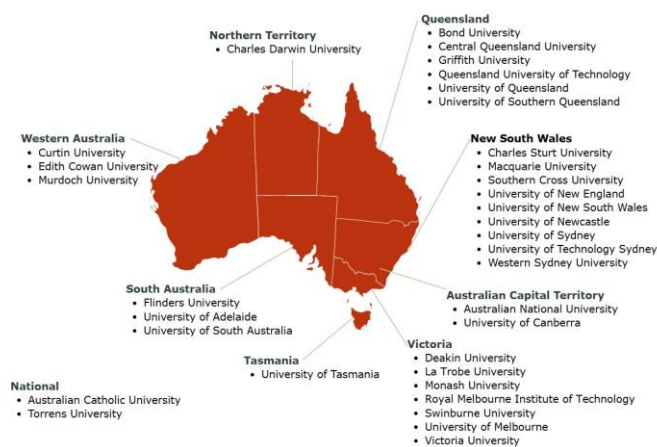 Northern Territory
• Charles Darwin University
Queensland
• Bond University
• Central Queensland University
• Griffith University
• Queensland University of Technology
• University of Queensland
• University of Southern Queensland
Western Australia
• Curtin University
• Edith Cowan University
• Murdoch University
New South Wales
• Charles Sturt University
• Macquarie University
• Southern Cross University
• University of New England
• University of New South Wales
• University of Newcastle
• University of Sydney
• University of Technology Sydney
• Western Sydney University
South Australia
• Flinders University
• University of Adelaide
• University of South Australia
Australian Capital Territory
• Australian National University
• University of Canberra
Tasmania
• University of Tasmania
Victoria
• Deakin University
• La Trobe University
• Monash University
• Royal Melbourne Institute of Technology
• Swinburne University
• University of Melbourne
• Victoria University
National
• Australian Catholic University
• Torrens University